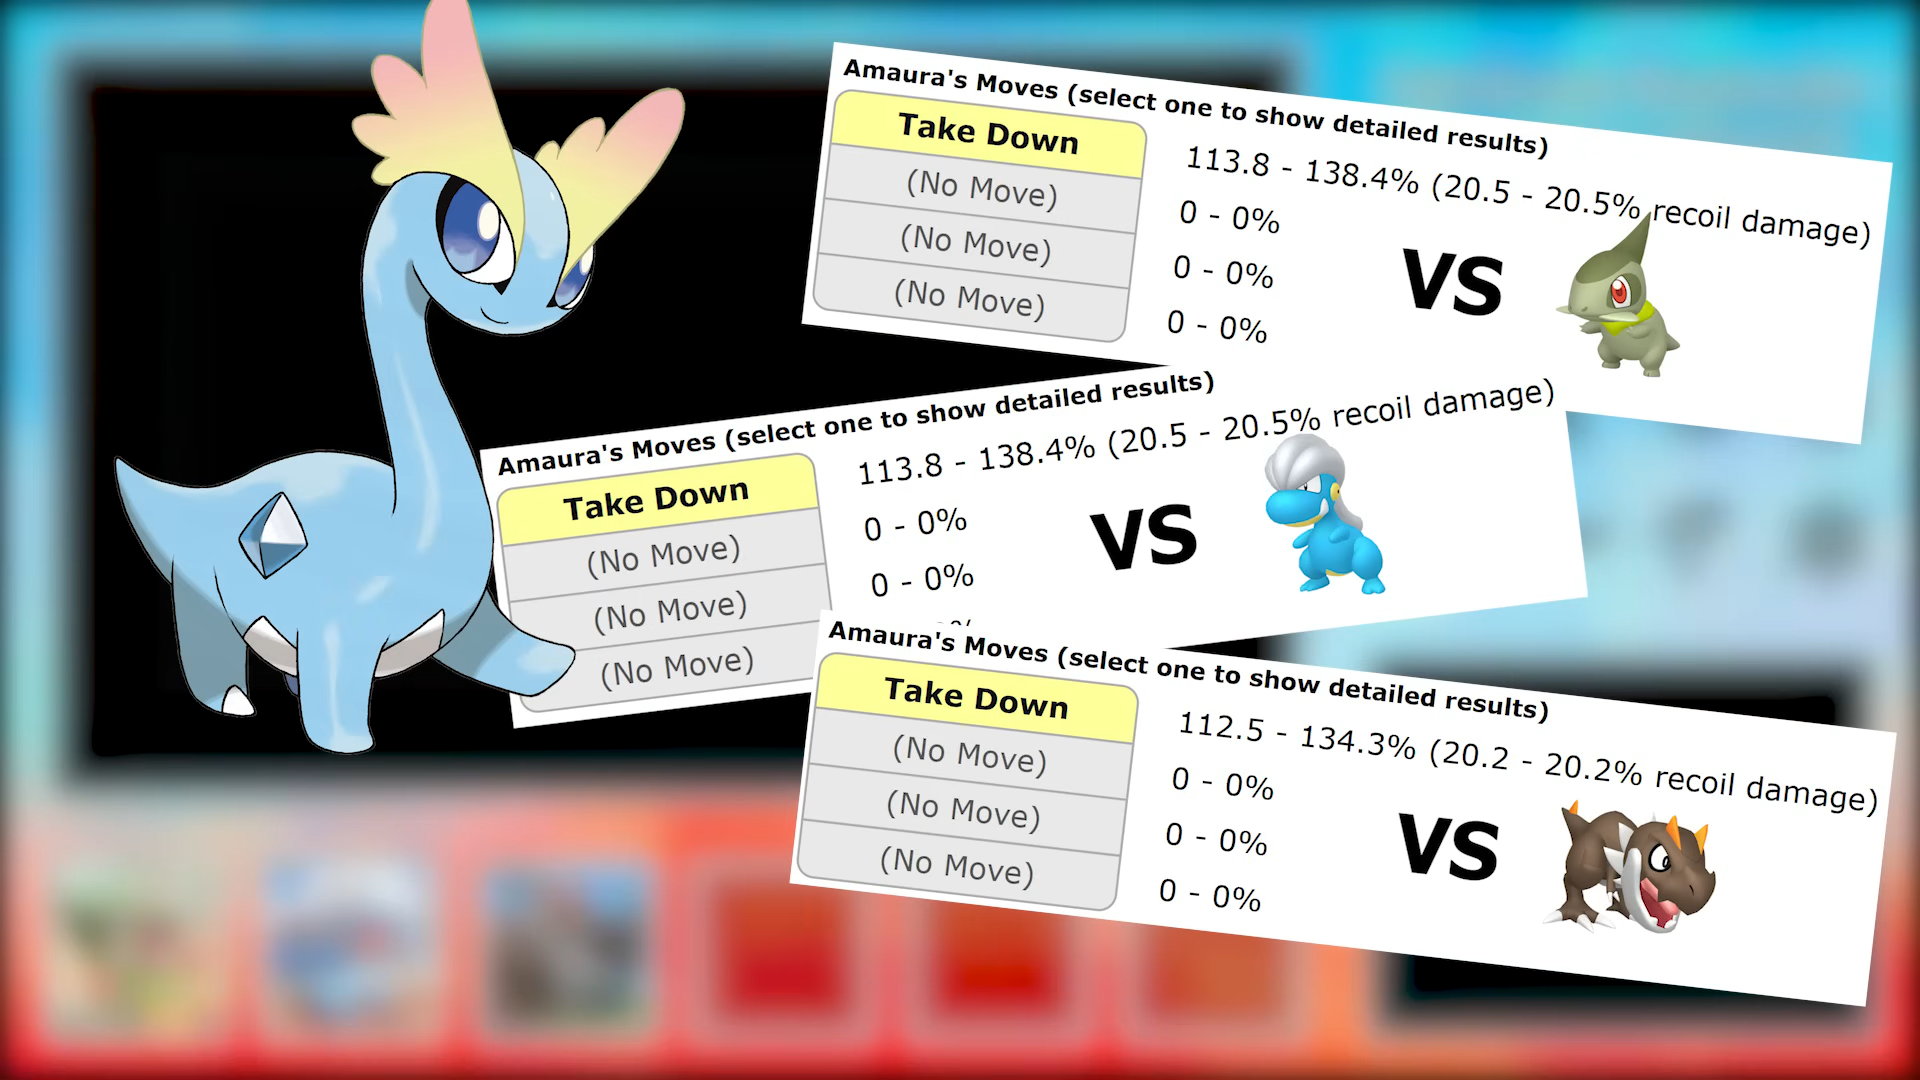 Amaura's Moves (select one to show detailed results)
Take Down
113.8 - 138.4% (20.5 - 20.5% recoil damage)
(No Move)
0 - 0%
(No Move)
0 - 0%
(No Move)
0 - 0%
VS
Amaura's Moves (select one to show detailed results)
Take Down
113.8 - 138.4% (20.5 - 20.5% recoil damage)
(No Move)
0 - 0%
(No Move)
0 - 0%
(No Move)
VS
Amaura's Moves (select one to show detailed results)
Take Down
112.5 - 134.3% (20.2 - 20.2% recoil damage)
(No Move)
0 - 0%
(No Move)
0 - 0%
(No Move)
0 - 0%
VS